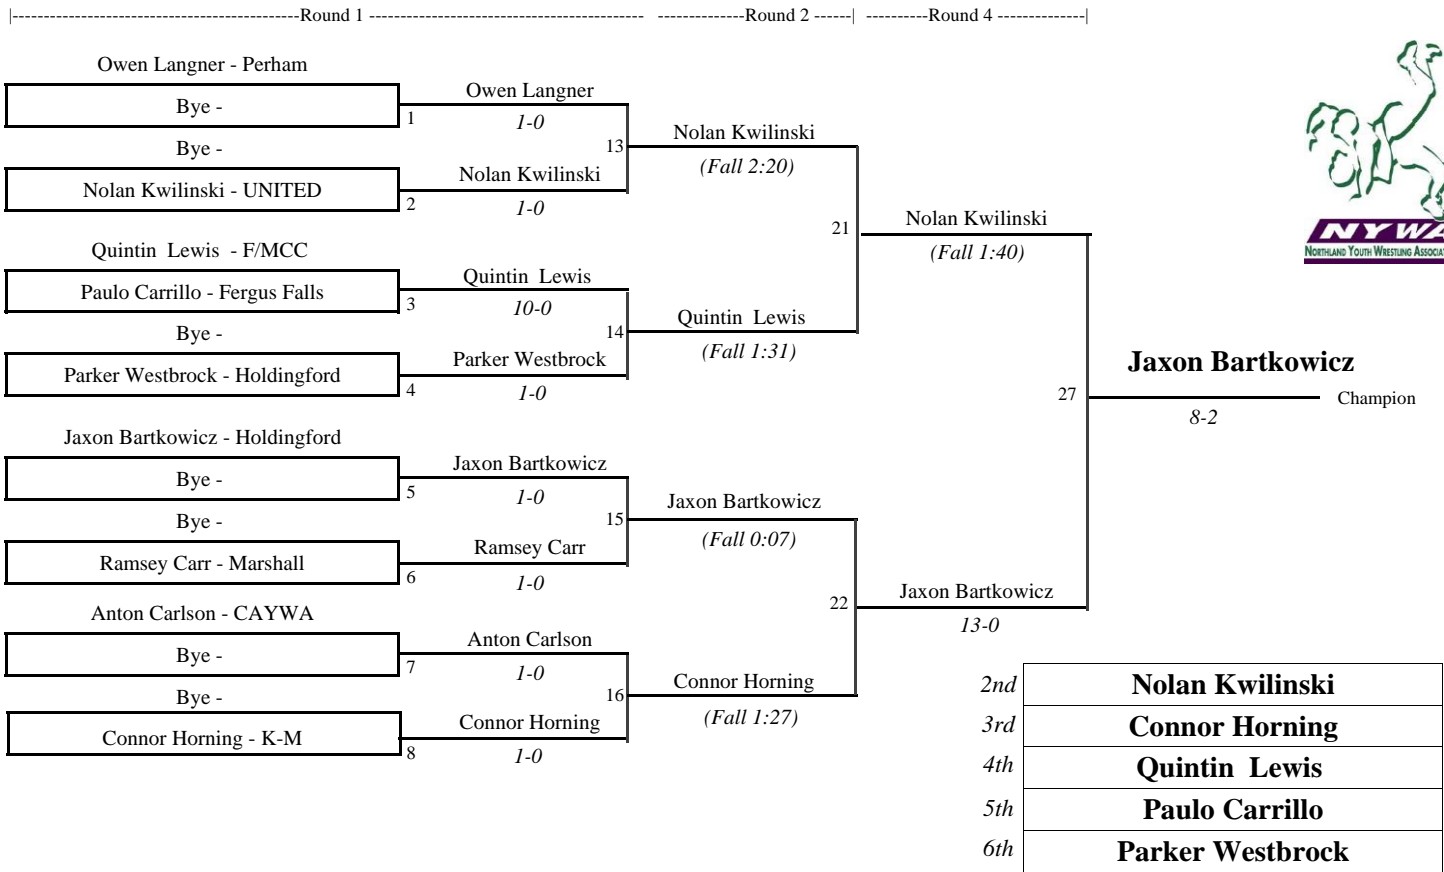 |-----------------------------------------------Round 1 --------------------------------------------- --------------Round 2 ------| ----------Round 4 --------------|
Owen Langner - Perham
Bye -
1
Bye -
Nolan Kwilinski - UNITED
2
Quintin  Lewis  - F/MCC
Paulo Carrillo - Fergus Falls
3
Bye -
Parker Westbrock - Holdingford
4
Jaxon Bartkowicz - Holdingford
Bye -
5
Bye -
Ramsey Carr - Marshall
6
Anton Carlson - CAYWA
Bye -
7
Bye -
Connor Horning - K-M
8
Owen Langner
1-0
13
Nolan Kwilinski
1-0
Quintin  Lewis
10-0
14
Parker Westbrock
1-0
Jaxon Bartkowicz
1-0
15
Ramsey Carr
1-0
Anton Carlson
1-0
16
Connor Horning
1-0
Nolan Kwilinski
(Fall 2:20)
21
Quintin  Lewis
(Fall 1:31)
Jaxon Bartkowicz
(Fall 0:07)
22
Connor Horning
(Fall 1:27)
Nolan Kwilinski
(Fall 1:40)
27
Jaxon Bartkowicz
13-0
Jaxon Bartkowicz
Champion
8-2
NYWA
NORTHLAND YOUTH WRESTLING ASSOCIAT
2nd Nolan Kwilinski
3rd Connor Horning
4th Quintin  Lewis
5th Paulo Carrillo
6th Parker Westbrock